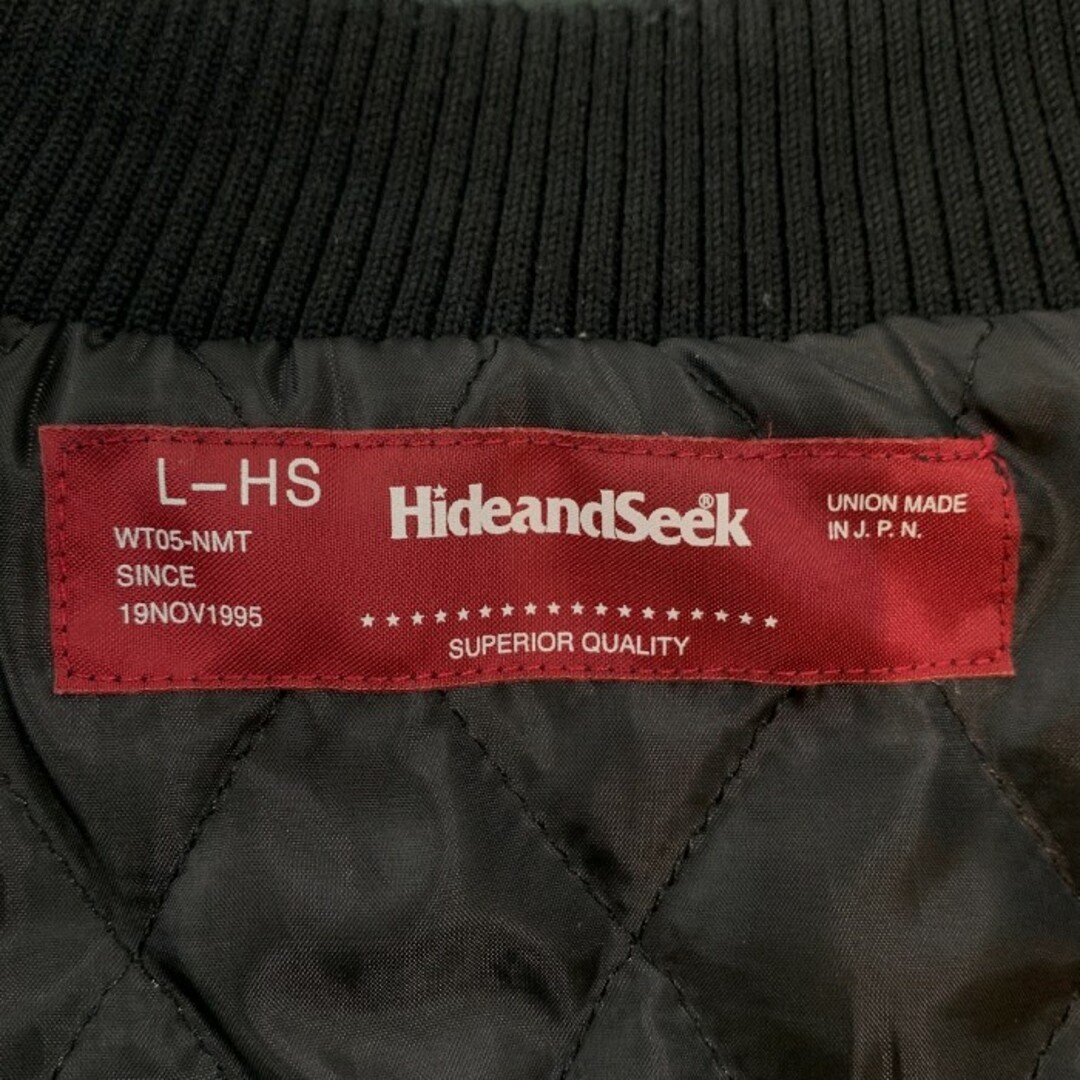 L-HS
WT05-NMT
SINCE
19NOV1995
HideandSeek®
★★★★★★★★★★★★★★★★★★
SUPERIOR QUALITY
UNION MADE
IN J. P. N.